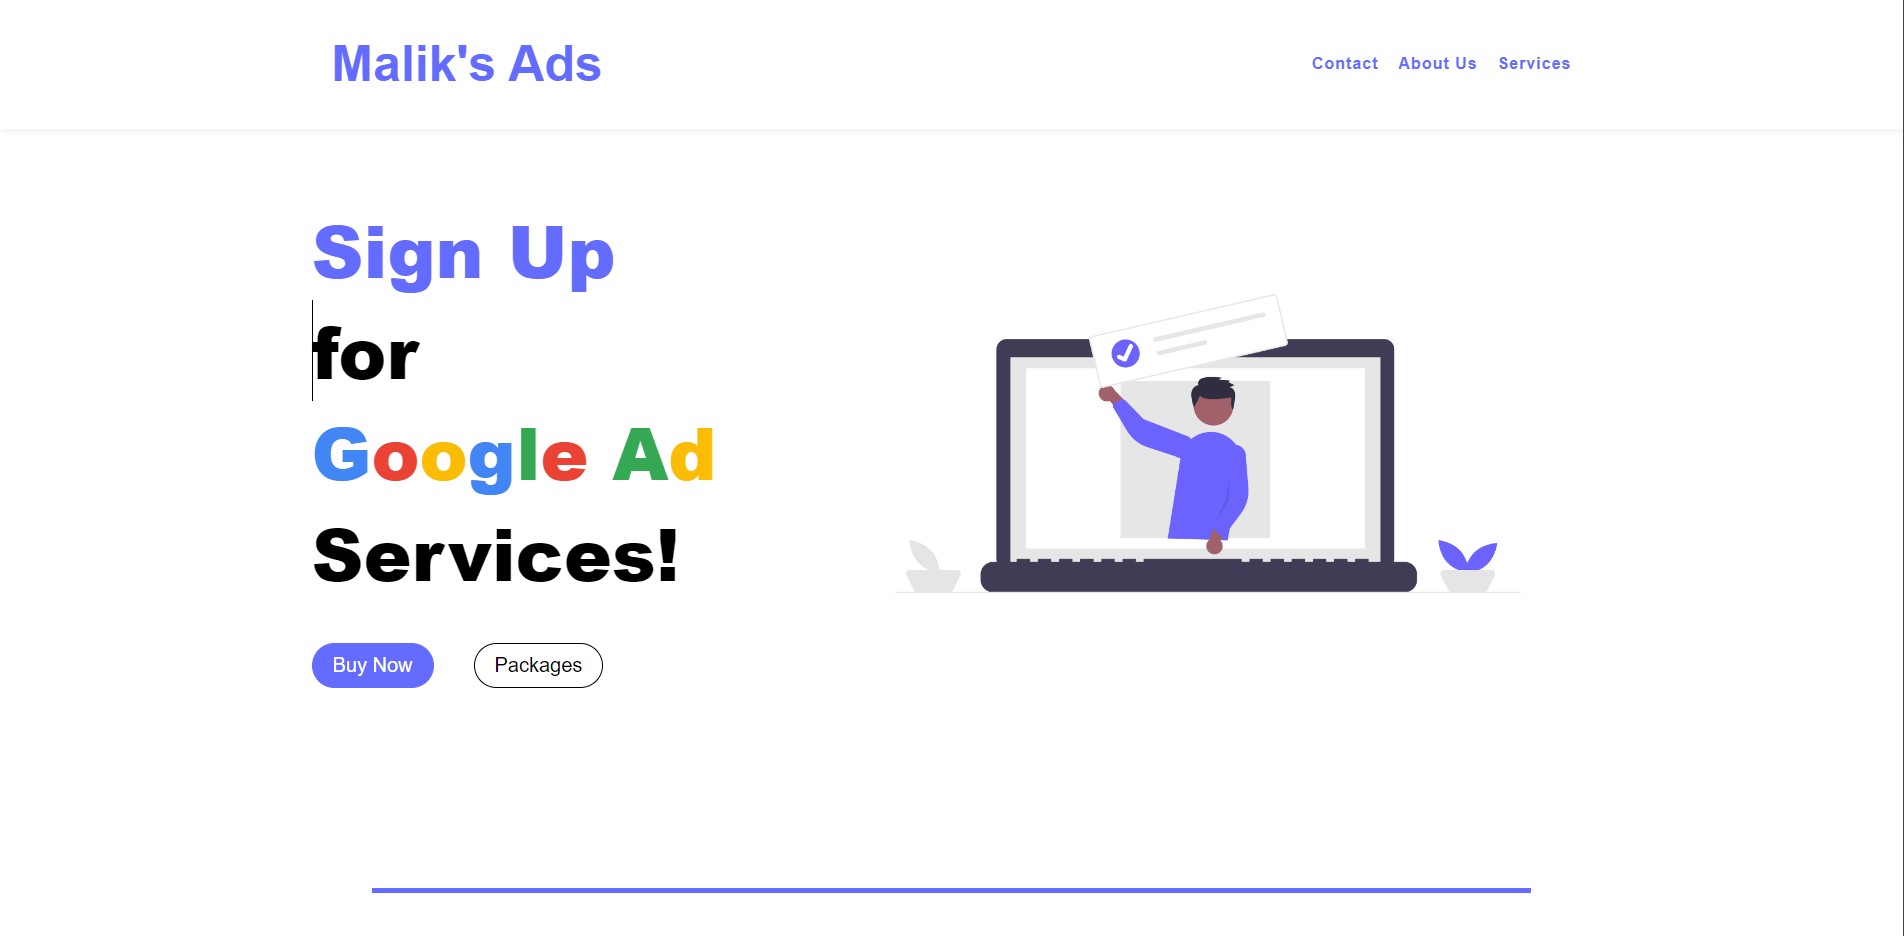 Malik's Ads
Contact About Us Services
Sign Up
for
Google Ad
Services!
Buy Now Packages